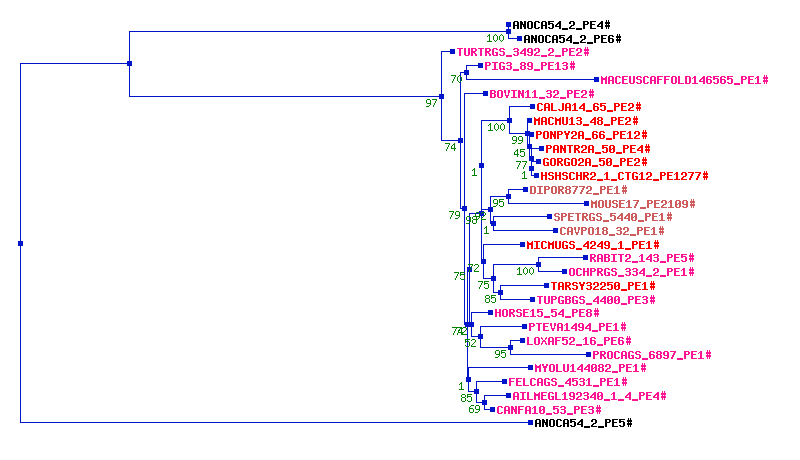 ANOCA54_2_PE4#
100
ANOCA54_2_PE6#
TURTRGS_3492_2_PE2#
PIG3_89_PE13#
70
MACEUSCAFFOLD146565_PE1#
BOVIN11_32_PE2#
97
CALJA14_65_PE2#
MACMU13_48_PE2#
100
PONPY2A_66_PE12#
99
PANTR2A_50_PE4#
74
45
GORGO2A_50_PE2#
77
HSHSCHR2_1_CTG12_PE1277#
1
1
DIPOR8772_PE1#
95
MOUSE17_PE2109#
79
98
SPETRGS_5440_PE1#
1
CAVPO18_32_PE1#
MICMUGS_4249_1_PE1#
RABIT2_143_PE5#
72
100
OCHPRGS_334_2_PE1#
75
75
TARSY32250_PE1#
85
TUPGBGS_4400_PE3#
HORSE15_54_PE8#
PTEVA1494_PE1#
52
LOXAF52_16_PE6#
95
PROCAGS_6897_PE1#
MYOLU144082_PE1#
1
FELCAGS_4531_PE1#
85
AILMEGL192340_1_4_PE4#
69
CANFA10_53_PE3#
ANOCA54_2_PE5#